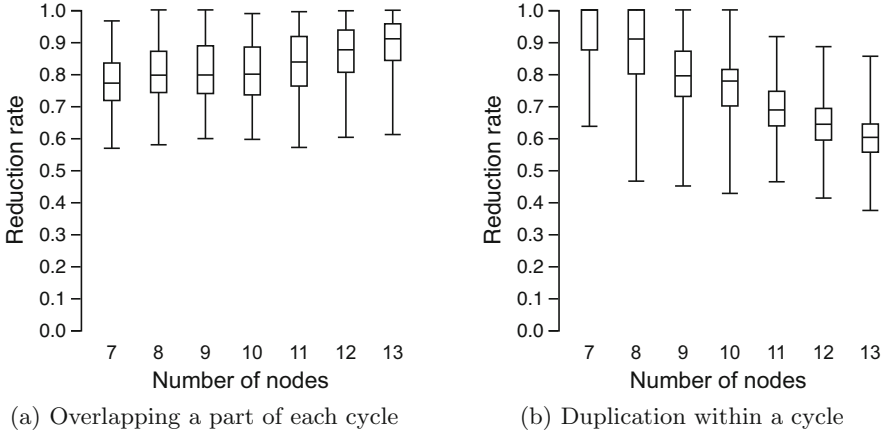 Reduction rate
1.0
0.9
0.8
0.7
0.6
0.5
0.4
0.3
0.2
0.1
0.0
7 8 9 10 11 12 13
Number of nodes
(a) Overlapping a part of each cycle
Reduction rate
1.0
0.9
0.8
0.7
0.6
0.5
0.4
0.3
0.2
0.1
0.0
7 8 9 10 11 12 13
Number of nodes
(b) Duplication within a cycle